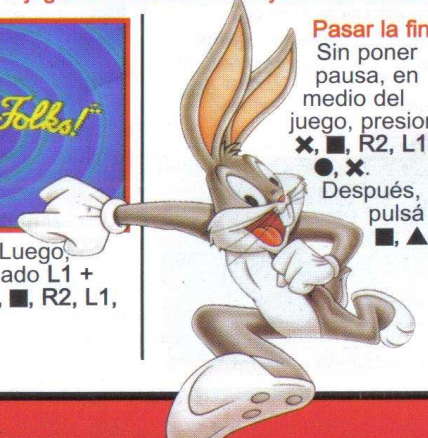 Folks!™
Luego,
ado L1 +
, ■, R2, L1,
Pasar la fin
Sin poner
pausa, en
medio del
juego, presion
✖, ■, R2, L1
●, ✖.
Después,
pulsá
■, ▲